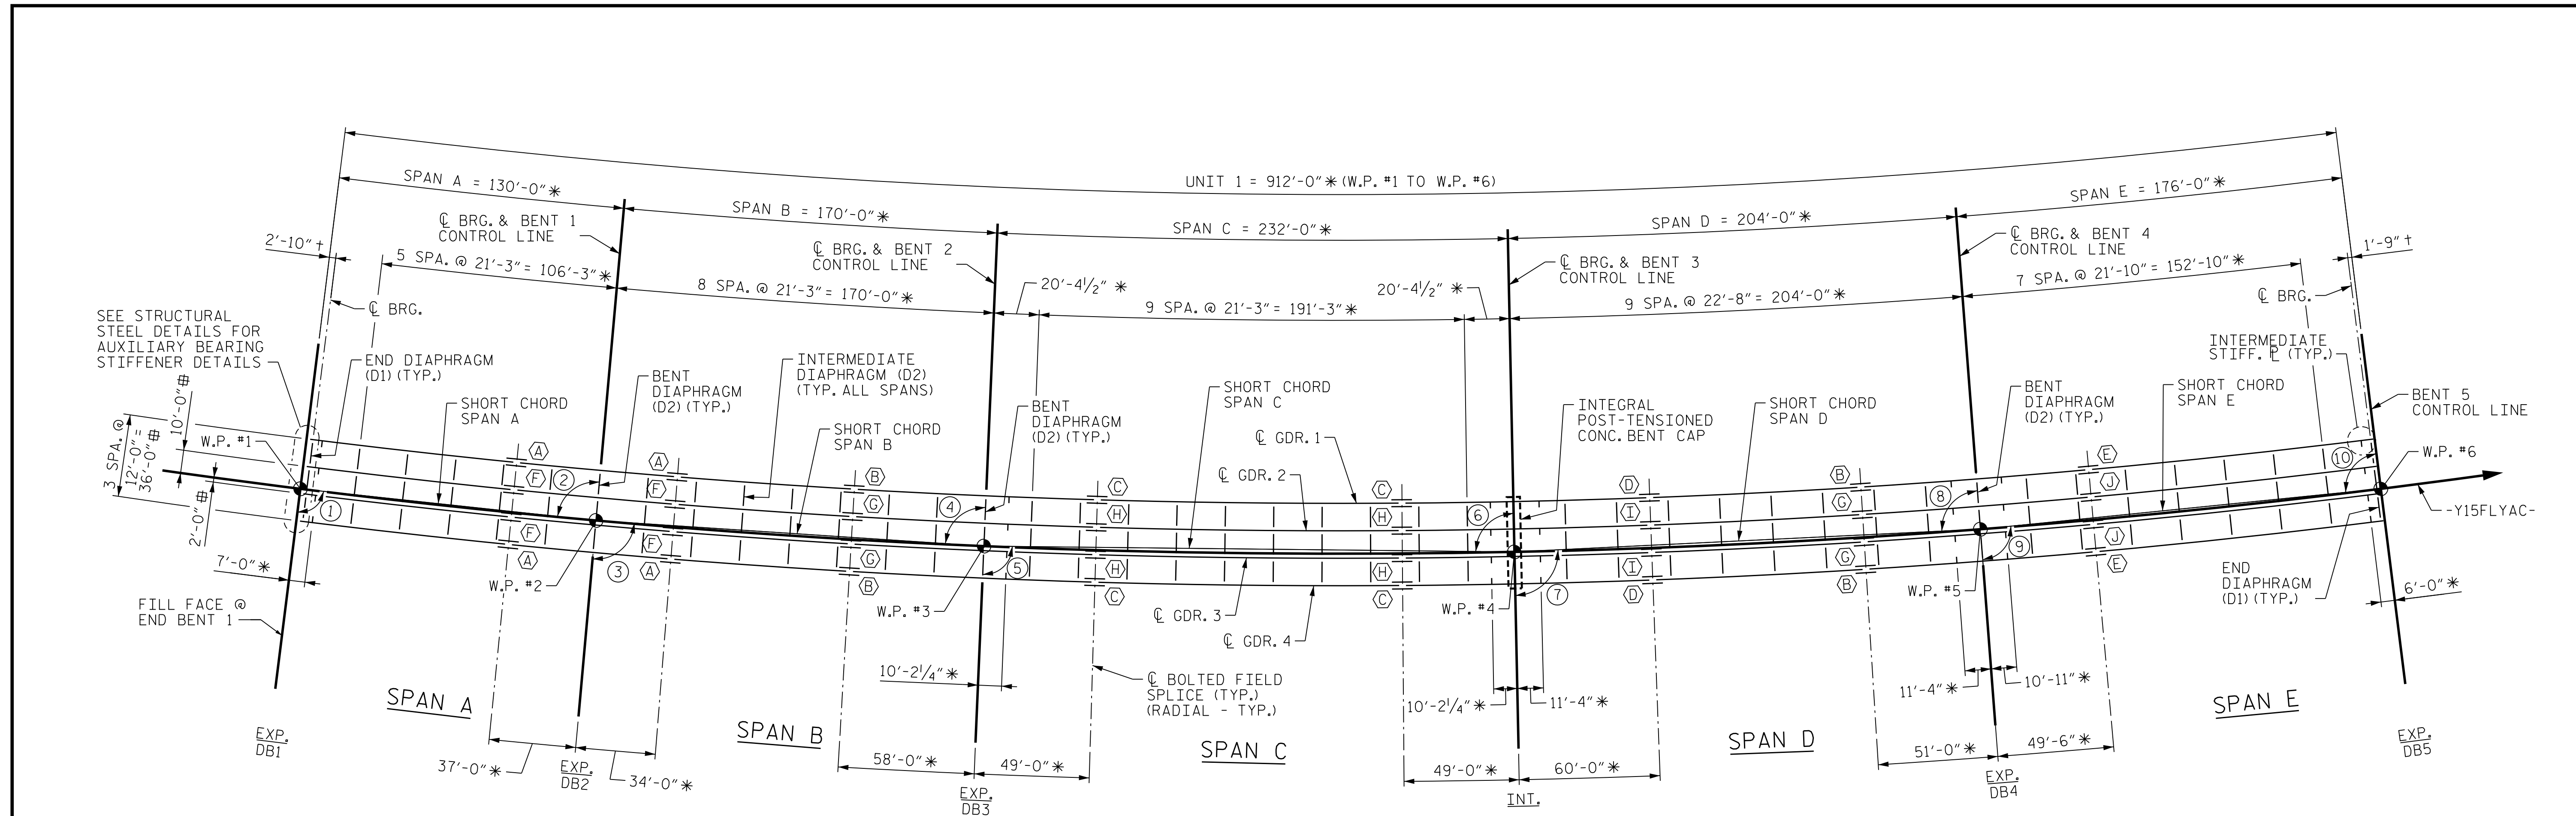 UNIT 1 = 912'-0"✳ (W.P. #1 TO W.P. #6)
SPAN A = 130'-0"✳
SPAN B = 170'-0"✳
SPAN C = 232'-0"✳
SPAN D = 204'-0"✳
SPAN E = 176'-0"✳
℄ BRG. & BENT 1
CONTROL LINE
℄ BRG. & BENT 2
CONTROL LINE
℄ BRG. & BENT 3
CONTROL LINE
℄ BRG. & BENT 4
CONTROL LINE
2'-10" †
5 SPA. @ 21'-3" = 106'-3"✳
8 SPA. @ 21'-3" = 170'-0"✳
20'-4½" ✳
9 SPA. @ 21'-3" = 191'-3"✳
20'-4½" ✳
9 SPA. @ 22'-8" = 204'-0"✳
7 SPA. @ 21'-10" = 152'-10"✳
1'-9" †
℄ BRG.
℄ BRG.
SEE STRUCTURAL
STEEL DETAILS FOR
AUXILIARY BEARING
STIFFENER DETAILS
END DIAPHRAGM
(D1) (TYP.)
SHORT CHORD
SPAN A
BENT
DIAPHRAGM
(D2) (TYP.)
INTERMEDIATE
DIAPHRAGM (D2)
(TYP. ALL SPANS)
SHORT CHORD
SPAN B
BENT
DIAPHRAGM
(D2) (TYP.)
SHORT CHORD
SPAN C
℄ GDR. 1
℄ GDR. 2
INTEGRAL
POST-TENSIONED
CONC. BENT CAP
SHORT CHORD
SPAN D
BENT
DIAPHRAGM
(D2) (TYP.)
SHORT CHORD
SPAN E
INTERMEDIATE
STIFF. ⅊ (TYP.)
BENT 5
CONTROL LINE
3 SPA. @
12'-0" =
36'-0"⌗
10'-0"⌗
2'-0"⌗
W.P. #1
W.P. #6
-Y15FLYAC-
A
A
B
C
C
D
B
E
F
F
G
H
H
I
G
J
1
2
3
4
5
6
7
8
9
10
F
F
G
H
H
I
G
J
A
A
B
C
C
D
B
E
7'-0"✳
W.P. #2
W.P. #3
℄ GDR. 3
℄ GDR. 4
W.P. #4
W.P. #5
END
DIAPHRAGM
(D1) (TYP.)
6'-0"✳
FILL FACE @
END BENT 1
10'-2¼"✳
℄ BOLTED FIELD
SPLICE (TYP.)
(RADIAL - TYP.)
10'-2¼"✳
11'-4"✳
11'-4"✳
10'-11"✳
SPAN A
SPAN B
SPAN C
SPAN D
SPAN E
EXP.
DB1
37'-0"✳
EXP.
DB2
34'-0"✳
58'-0"✳
EXP.
DB3
49'-0"✳
49'-0"✳
INT.
60'-0"✳
51'-0"✳
EXP.
DB4
49'-6"✳
EXP.
DB5